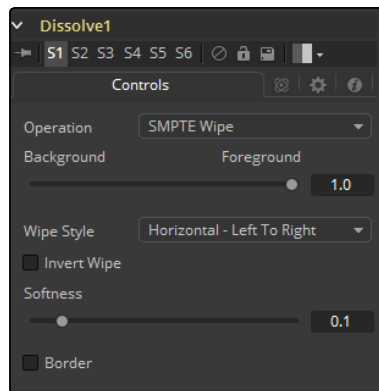 Dissolve1
S1 S2 S3 S4 S5 S6
Controls
Operation SMPTE Wipe
Background Foreground
1.0
Wipe Style Horizontal - Left To Right
Invert Wipe
Softness
0.1
Border